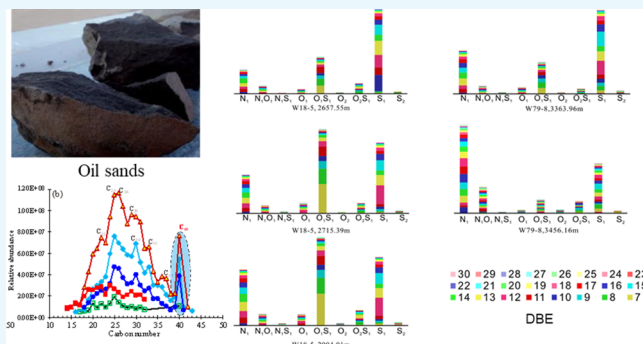 Oil sands
(b)
Relative abundance
1.20E+08
1.00E+08
8.00E+07
6.00E+07
4.00E+07
2.00E+07
0.00E+00
10 15 20 25 30 35 40 45 50
Carbon number
N₁ N₁O₁ N₁S₁ O₁ O₁S₁ O₂ O₂S₁ S₁ S₂
W18-5, 2657.55m
N₁ N₁O₁ N₁S₁ O₁ O₁S₁ O₂ O₂S₁ S₁ S₂
W79-8,3363.96m
N₁ N₁O₁ N₁S₁ O₁ O₁S₁ O₂ O₂S₁ S₁ S₂
W18-5, 2715.39m
N₁ N₁O₁ N₁S₁ O₁ O₁S₁ O₂ O₂S₁ S₁ S₂
W79-8,3456.16m
N₁ N₁O₁ N₁S₁ O₁ O₁S₁ O₂ O₂S₁ S₁ S₂
30 29 28 27 26 25 24 23
22 21 20 19 18 17 16 15
14 13 12 11 10 9 8 7
DBE